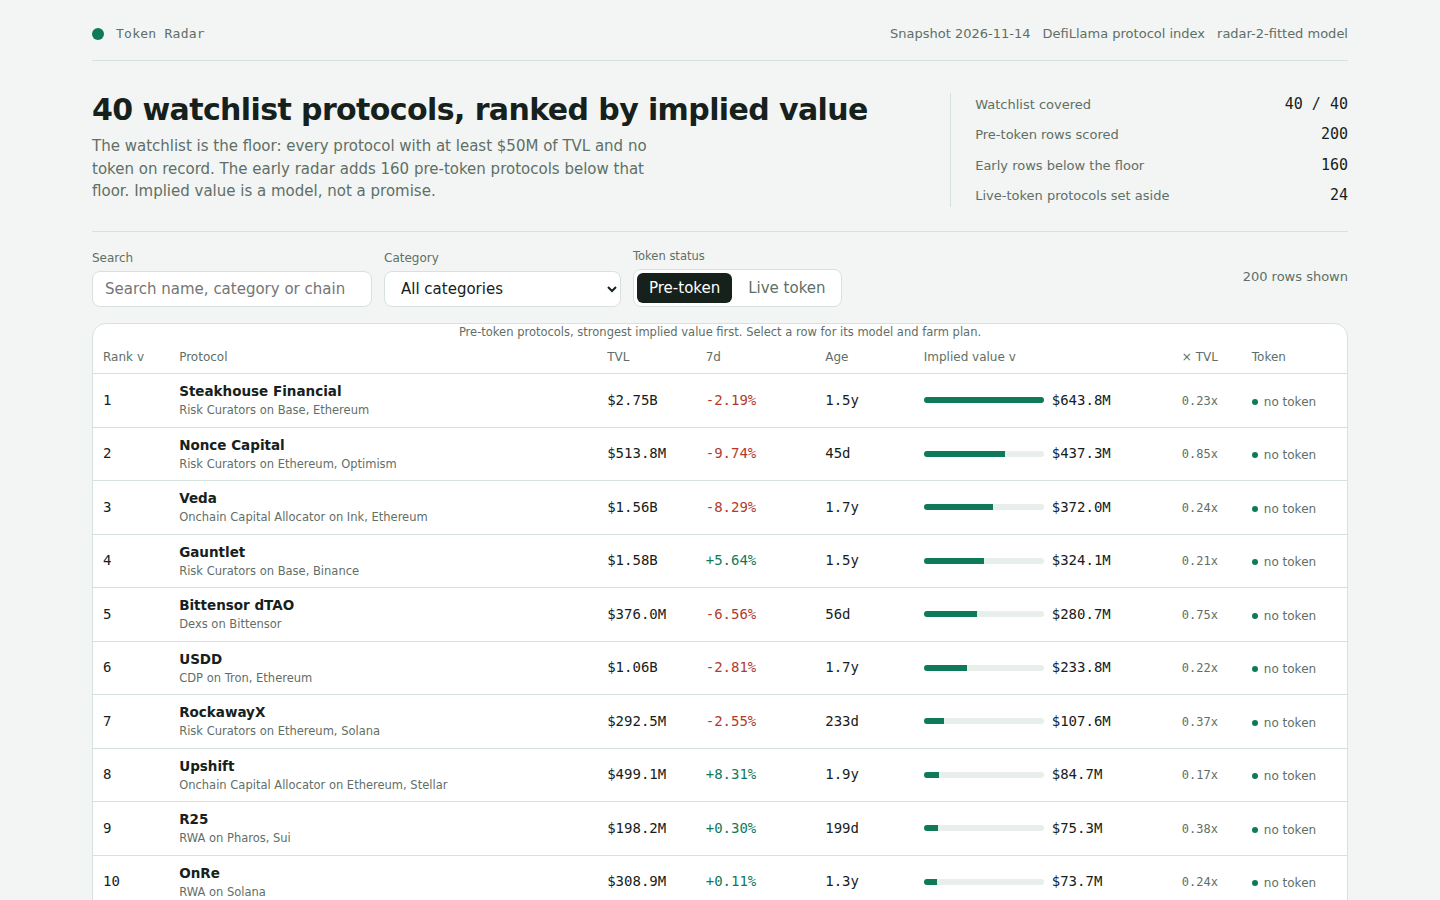 Token Radar
Snapshot 2026-11-14 DefiLlama protocol index radar-2-fitted model
40 watchlist protocols, ranked by implied value
The watchlist is the floor: every protocol with at least $50M of TVL and no
token on record. The early radar adds 160 pre-token protocols below that
floor. Implied value is a model, not a promise.
Watchlist covered 40 / 40
Pre-token rows scored 200
Early rows below the floor 160
Live-token protocols set aside 24
Search Category Token status
Search name, category or chain All categories Pre-token Live token
200 rows shown
Pre-token protocols, strongest implied value first. Select a row for its model and farm plan.
Rank v Protocol TVL 7d Age Implied value v × TVL Token
1 Steakhouse Financial $2.75B -2.19% 1.5y $643.8M 0.23x no token
Risk Curators on Base, Ethereum
2 Nonce Capital $513.8M -9.74% 45d $437.3M 0.85x no token
Risk Curators on Ethereum, Optimism
3 Veda $1.56B -8.29% 1.7y $372.0M 0.24x no token
Onchain Capital Allocator on Ink, Ethereum
4 Gauntlet $1.58B +5.64% 1.5y $324.1M 0.21x no token
Risk Curators on Base, Binance
5 Bittensor dTAO $376.0M -6.56% 56d $280.7M 0.75x no token
Dexs on Bittensor
6 USDD $1.06B -2.81% 1.7y $233.8M 0.22x no token
CDP on Tron, Ethereum
7 RockawayX $292.5M -2.55% 233d $107.6M 0.37x no token
Risk Curators on Ethereum, Solana
8 Upshift $499.1M +8.31% 1.9y $84.7M 0.17x no token
Onchain Capital Allocator on Ethereum, Stellar
9 R25 $198.2M +0.30% 199d $75.3M 0.38x no token
RWA on Pharos, Sui
10 OnRe $308.9M +0.11% 1.3y $73.7M 0.24x no token
RWA on Solana